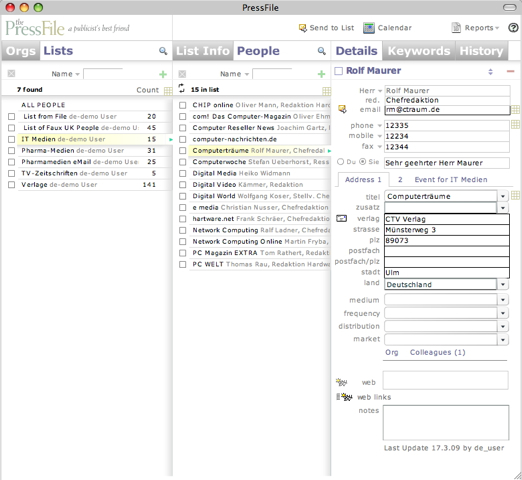 PressFile
the PressFile a publicist's best friend
Send to List Calendar Reports
Orgs Lists List Info People Details Keywords History
Name Name
7 found Count
15 in list
ALL PEOPLE
List from File de-demo User 20
List of Faux UK People de-demo User 45
IT Medien de-demo User 15
Pharma-Medien de-demo User 31
Pharmamedien eMail de-demo User 25
TV-Zeitschriften de-demo User 5
Verlage de-demo User 141
CHIP online Oliver Mann, Redaktion Har
com! Das Computer-Magazin Oliver Ehm
Computer Reseller News Joachim Gartz,
computer-nachrichten.de
Computerträume Rolf Maurer, Chefredal
Computerwoche Stefan Ueberhorst, Ress
Digital Media Heiko Widmann
Digital Video Kämmer, Redaktion
Digital World Wolfgang Koser, Stellv. Che
e media Christian Nusser, Chefredaktion
hartware.net Frank Schräer, Chefredakti
Network Computing Ralf Ladner, Chefredak
Network Computing Online Martin Fryba,
PC Magazin EXTRA Tom Rathert, Redakti
PC WELT Thomas Rau, Redaktion Hardwa
Rolf Maurer
Herr Rolf Maurer
red. Chefredaktion
email rm@ctraum.de
phone 12335
mobile 12234
fax 12344
Du Sie Sehr geehrter Herr Maurer
Address 1 2 Event for IT Medien
titel Computerträume
zusatz
verlag CTV Verlag
strasse Münsterweg 3
plz 89073
postfach
postfach/plz
stadt Ulm
land Deutschland
medium
frequency
distribution
market
Org Colleagues (1)
web
web links
notes
Last Update 17.3.09 by de_user